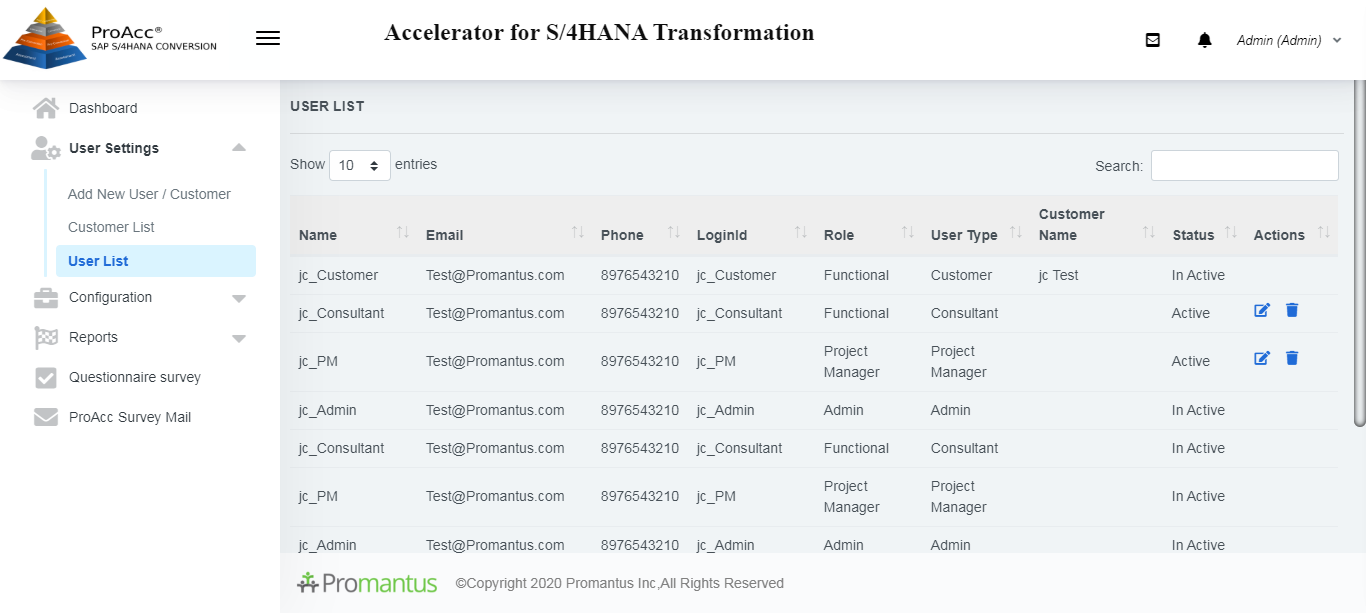 ProAcc®
SAP S/4HANA CONVERSION
Accelerator for S/4HANA Transformation
Admin (Admin)
Dashboard
User Settings
Add New User / Customer
Customer List
User List
Configuration
Reports
Questionnaire survey
ProAcc Survey Mail
USER LIST
Show 10 entries
Search:
Name Email Phone LoginId Role User Type Customer Name Status Actions
jc_Customer Test@Promantus.com 8976543210 jc_Customer Functional Customer jc Test In Active
jc_Consultant Test@Promantus.com 8976543210 jc_Consultant Functional Consultant Active
jc_PM Test@Promantus.com 8976543210 jc_PM Project Manager Project Manager Active
jc_Admin Test@Promantus.com 8976543210 jc_Admin Admin Admin In Active
jc_Consultant Test@Promantus.com 8976543210 jc_Consultant Functional Consultant In Active
jc_PM Test@Promantus.com 8976543210 jc_PM Project Manager Project Manager In Active
jc_Admin Test@Promantus.com 8976543210 jc_Admin Admin Admin In Active
Promantus ©Copyright 2020 Promantus Inc,All Rights Reserved